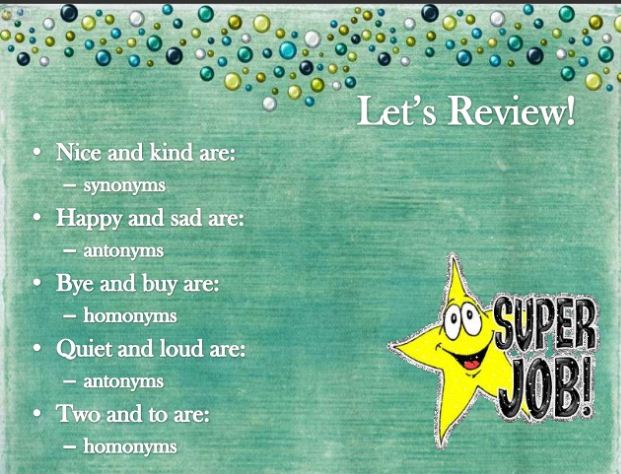 Let's Review!
• Nice and kind are:
– synonyms
• Happy and sad are:
– antonyms
• Bye and buy are:
– homonyms
• Quiet and loud are:
– antonyms
• Two and to are:
– homonyms
SUPER
JOB!